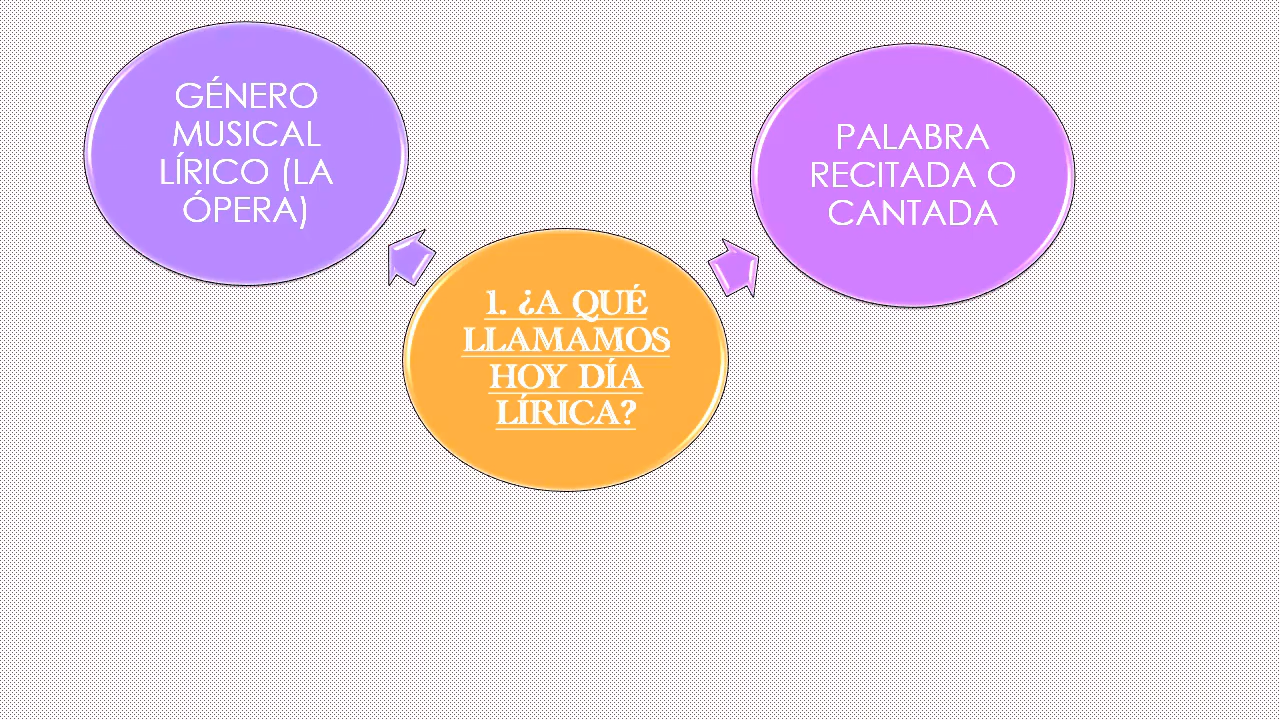 GÉNERO
MUSICAL
LÍRICO (LA
ÓPERA)
PALABRA
RECITADA O
CANTADA
1. ¿A QUÉ
LLAMAMOS
HOY DÍA
LÍRICA?